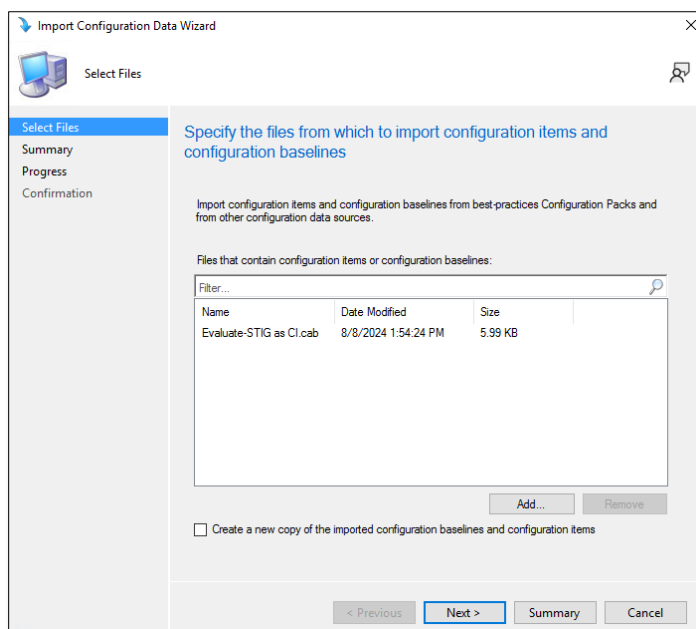 Import Configuration Data Wizard
Select Files
Select Files
Summary
Progress
Confirmation
Specify the files from which to import configuration items and
configuration baselines
Import configuration items and configuration baselines from best-practices Configuration Packs and
from other configuration data sources.
Files that contain configuration items or configuration baselines:
Filter...
Name Date Modified Size
Evaluate-STIG as CI.cab 8/8/2024 1:54:24 PM 5.99 KB
Add... Remove
Create a new copy of the imported configuration baselines and configuration items
< Previous Next > Summary Cancel